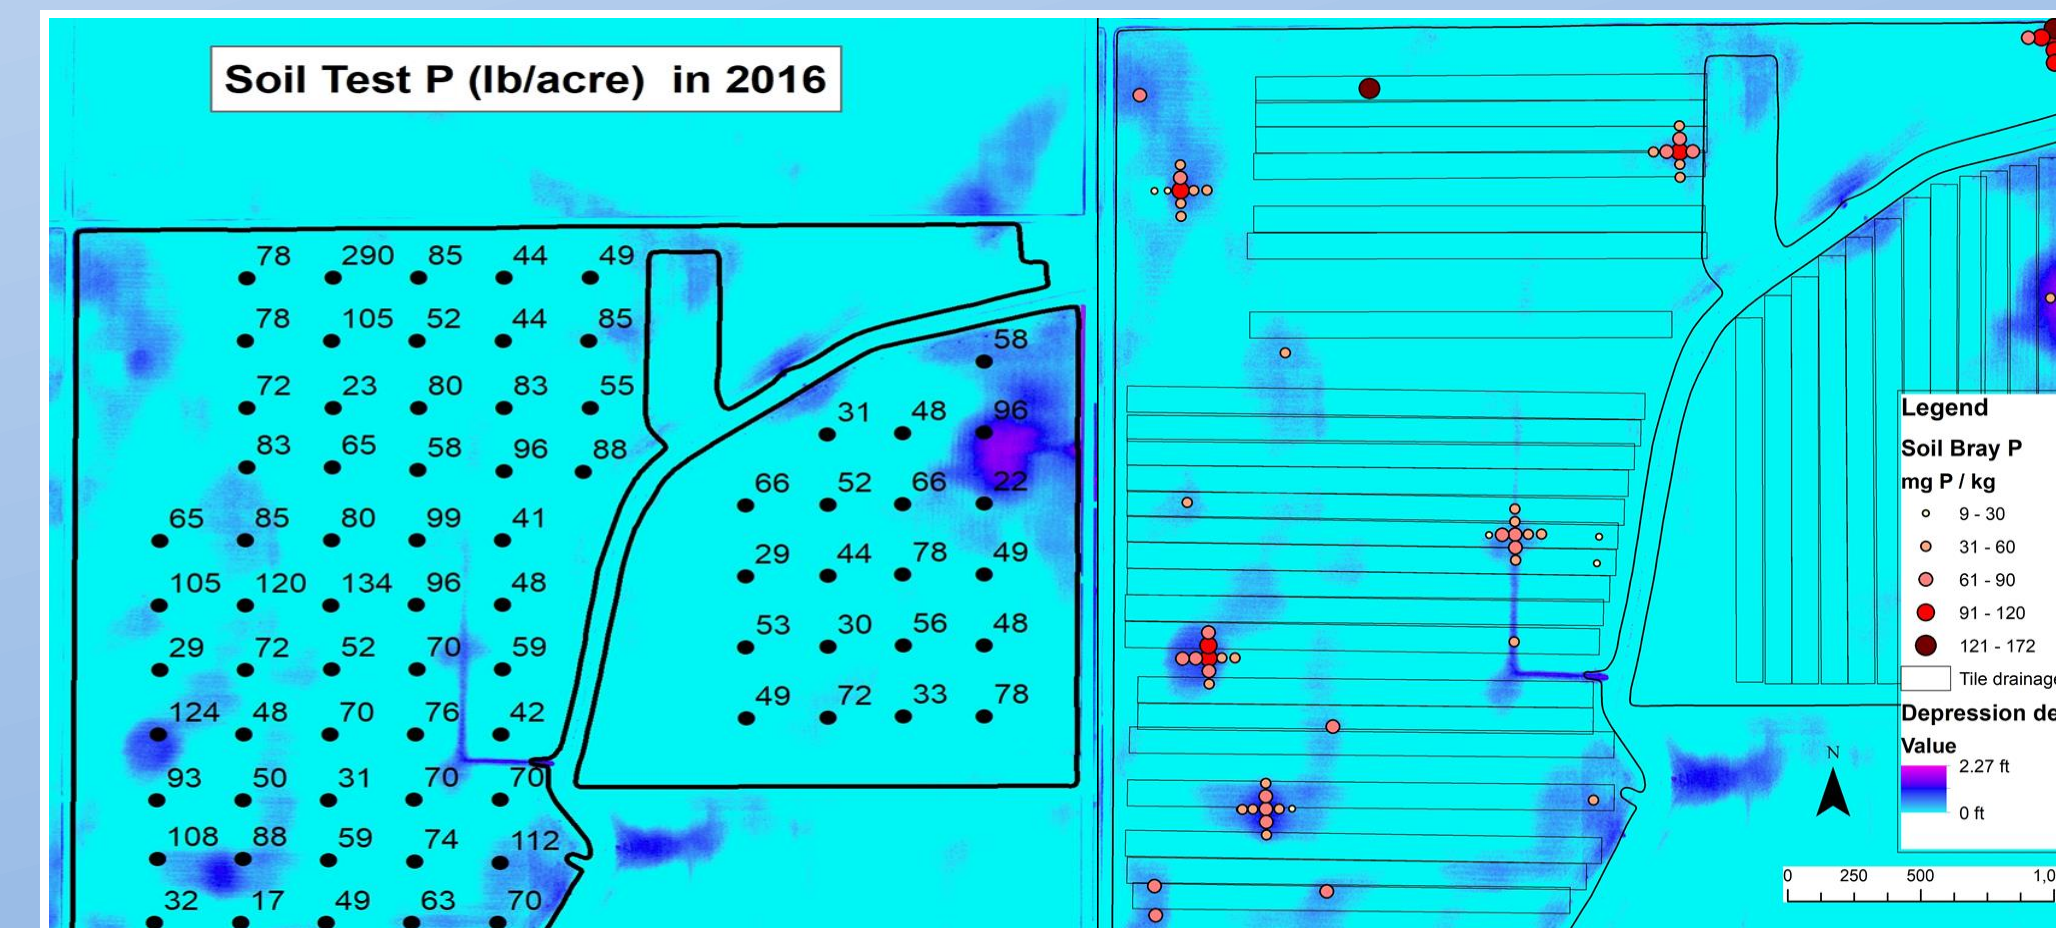 Soil Test P (lb/acre) in 2016
78 290 85 44 49
78 105 52 44 85
58
72 23 80 83 55
31 48 96
83 65 58 96 88
66 52 66 22
65 85 80 99 41
29 44 78 49
105 120 134 96 48
53 30 56 48
29 72 52 70 59
49 72 33 78
124 48 70 76 42
93 50 31 70 70
108 88 59 74 112
32 17 49 63 70
Legend
Soil Bray P
mg P / kg
9 - 30
31 - 60
61 - 90
91 - 120
121 - 172
Tile drainage
Depression de
Value
2.27 ft
0 ft
N
0 250 500 1,0